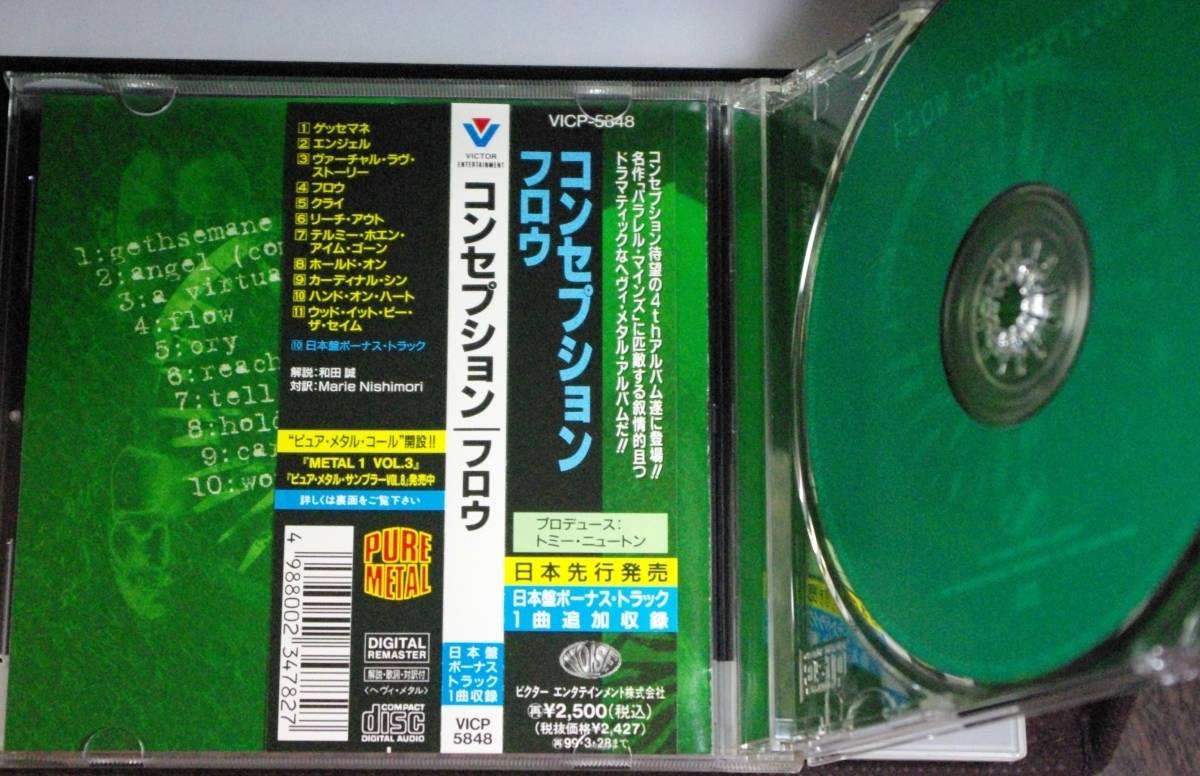 1:gethsemane
2:angel
3:a virtua
4:flow
5:cry
6:reach
7:tell
8:hold
9:ca
10:wo
1 ゲッセマネ
2 エンジェル
3 ヴァーチャル・ラヴ・
ストーリー
4 フロウ
5 クライ
6 リーチ・アウト
7 テルミー・ホエン・
アイム・ゴーン
8 ホールド・オン
9 カーディナル・シン
10 ハンド・オン・ハート
11 ウッド・イット・ビー・
ザ・セイム
⑩日本盤ボーナス・トラック
解説:和田 誠
対訳:Marie Nishimori
“ピュア・メタル・コール”開設!!
『METAL 1 VOL.3』
『ピュア・メタル・サンプラーVOL.8』発売中
詳しくは裏面をご覧下さい
4 988002 347827
PURE
METAL
DIGITAL
REMASTER
解説・歌詞・対訳付
〈ヘヴィ・メタル〉
COMPACT
disc
DIGITAL AUDIO
VICTOR
ENTERTAINMENT
コンセプション/フロウ
日本盤
ボーナス
トラック
1曲収録
VICP
5848
VICP-5848
コンセプション待望の4thアルバム遂に登場!!
名作「パラレル・マインズ」に匹敵する叙情的且つ
ドラマティックなヘヴィ・メタル・アルバムだ!!
コンセプション
フロウ
プロデュース:
トミー・ニュートン
日本先行発売
日本盤ボーナス・トラック
1曲追加収録
NOISE
ビクター エンタテインメント株式会社
再¥2,500(税込)
(税抜価格¥2,427)
再99・3・28まで
FLOW CONCEPTION